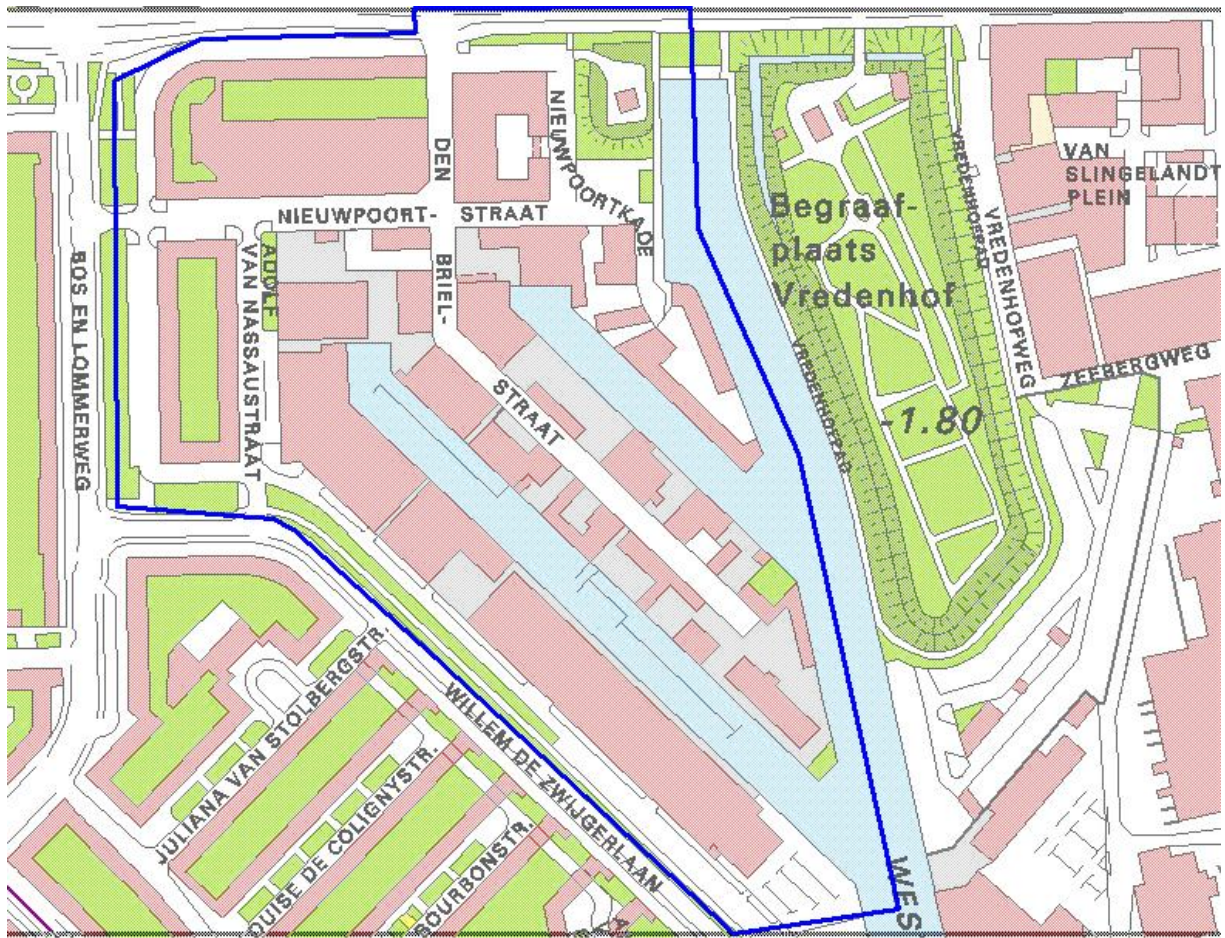 DEN
BRIEL-
STRAAT
NIEUWPOORTKADE
NIEUWPOORT-
STRAAT
ADOLF
VAN NASSAUSTRAAT
BOS EN LOMMERWEG
Begraaf-
plaats
Vredenhof
-1.80
VREDENHOFPAD
VREDENHOFPAD
VREDENHOFWEG
VAN
SLINGELANDT
PLEIN
ZEEBERGWEG
WILLEM DE ZWIJGERLAAN
JULIANA VAN STOLBERGSTR.
OUISE DE COLIGNYSTR.
BOURBONSTR.
WES